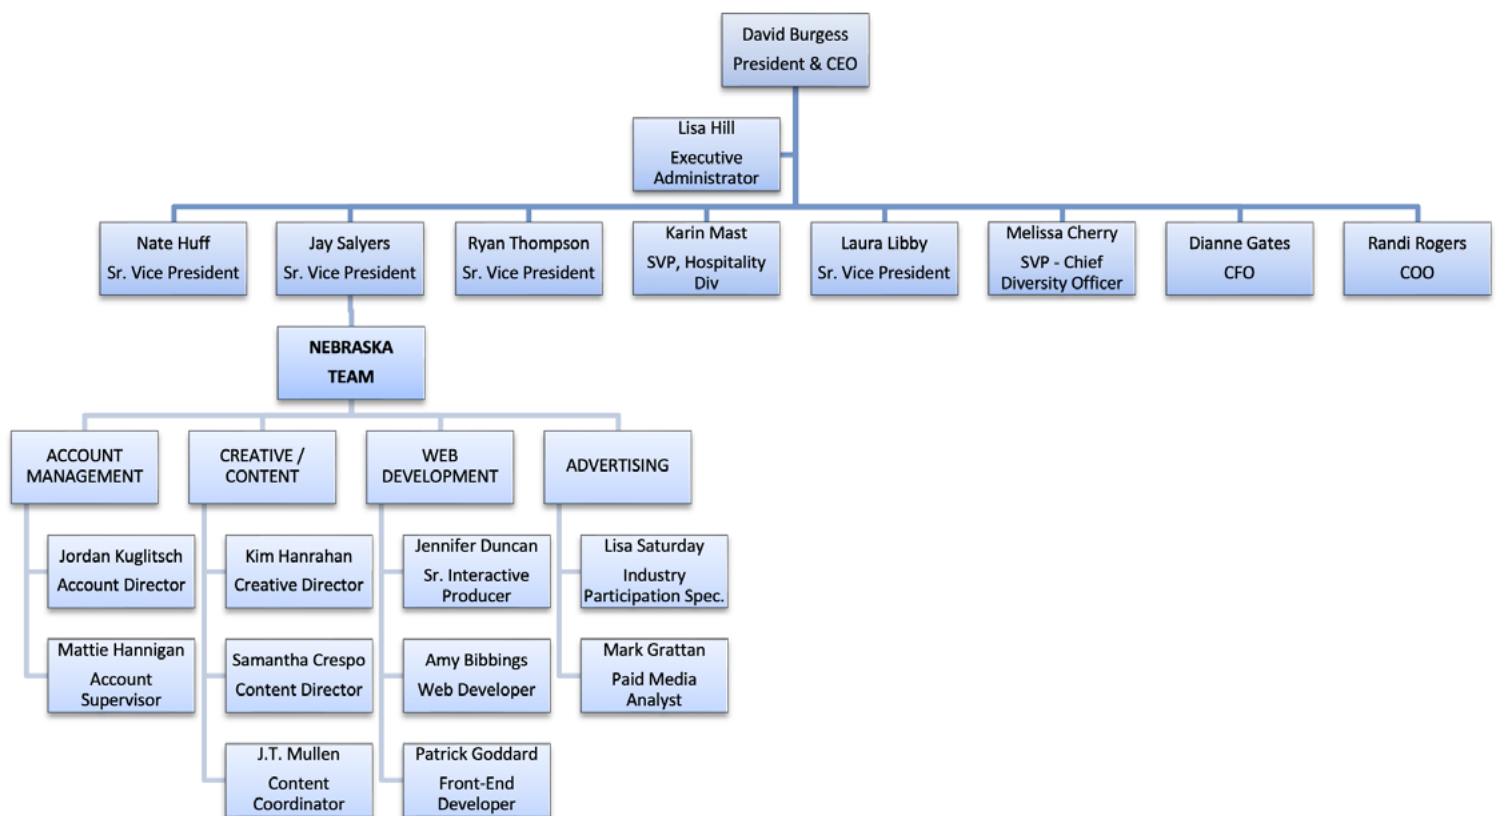 David Burgess
President & CEO
Lisa Hill
Executive
Administrator
Nate Huff
Sr. Vice President
Jay Salyers
Sr. Vice President
Ryan Thompson
Sr. Vice President
Karin Mast
SVP, Hospitality
Div
Laura Libby
Sr. Vice President
Melissa Cherry
SVP - Chief
Diversity Officer
Dianne Gates
CFO
Randi Rogers
COO
NEBRASKA
TEAM
ACCOUNT
MANAGEMENT
CREATIVE /
CONTENT
WEB
DEVELOPMENT
ADVERTISING
Jordan Kuglitsch
Account Director
Kim Hanrahan
Creative Director
Jennifer Duncan
Sr. Interactive
Producer
Lisa Saturday
Industry
Participation Spec.
Mattie Hannigan
Account
Supervisor
Samantha Crespo
Content Director
Amy Bibbings
Web Developer
Mark Grattan
Paid Media
Analyst
J.T. Mullen
Content
Coordinator
Patrick Goddard
Front-End
Developer